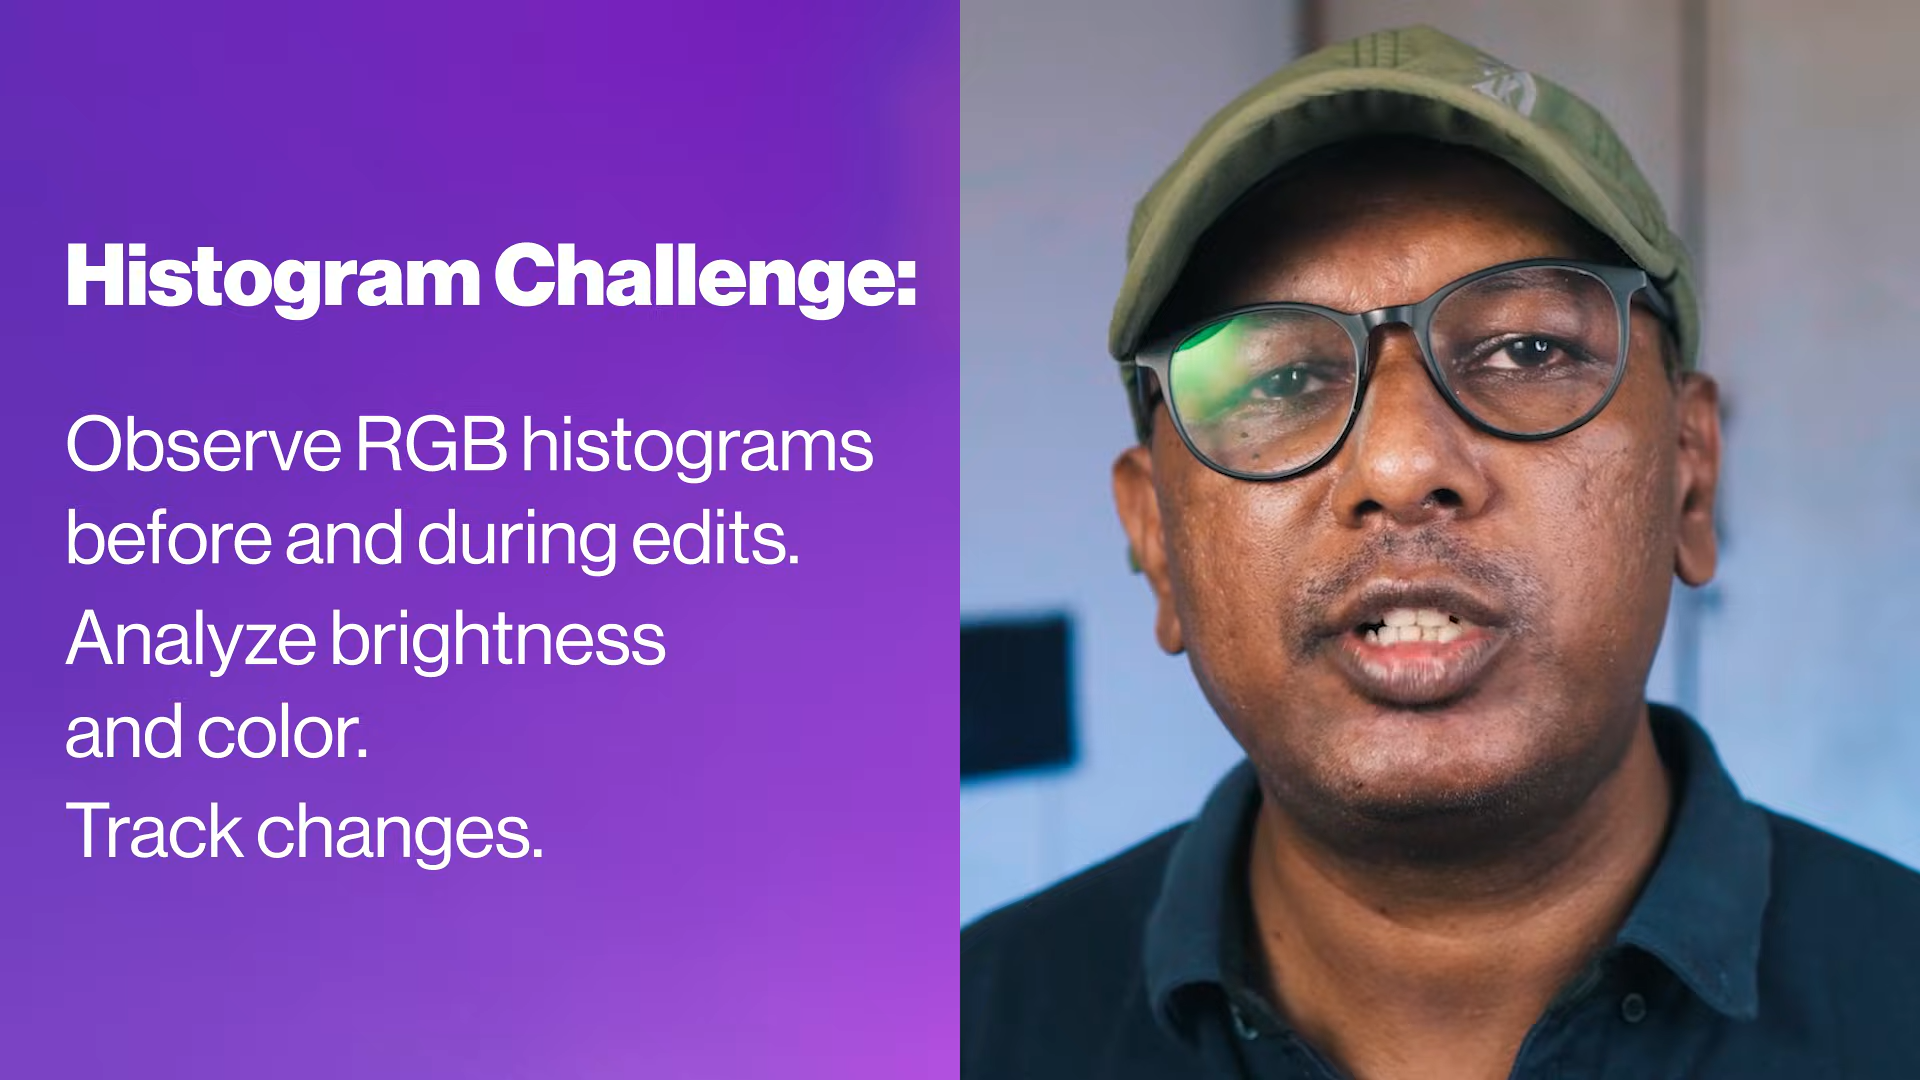 Histogram Challenge:
Observe RGB histograms
before and during edits.
Analyze brightness
and color.
Track changes.